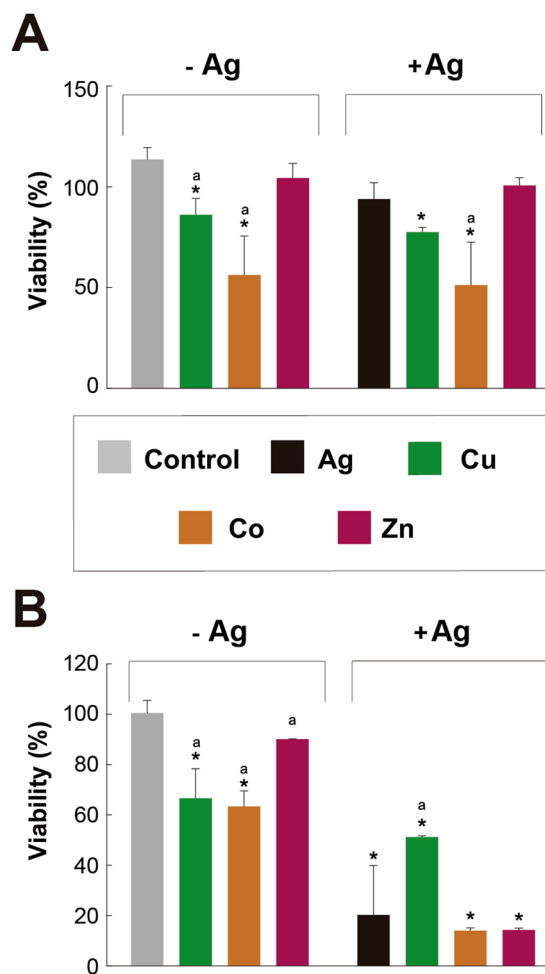 A
- Ag
+Ag
Viability (%)
150
100
50
0
a
*
a
*
*
a
*
Control
Ag
Cu
Co
Zn
B
- Ag
+Ag
Viability (%)
120
100
80
60
40
20
0
a
*
a
*
a
*
a
*
*
*